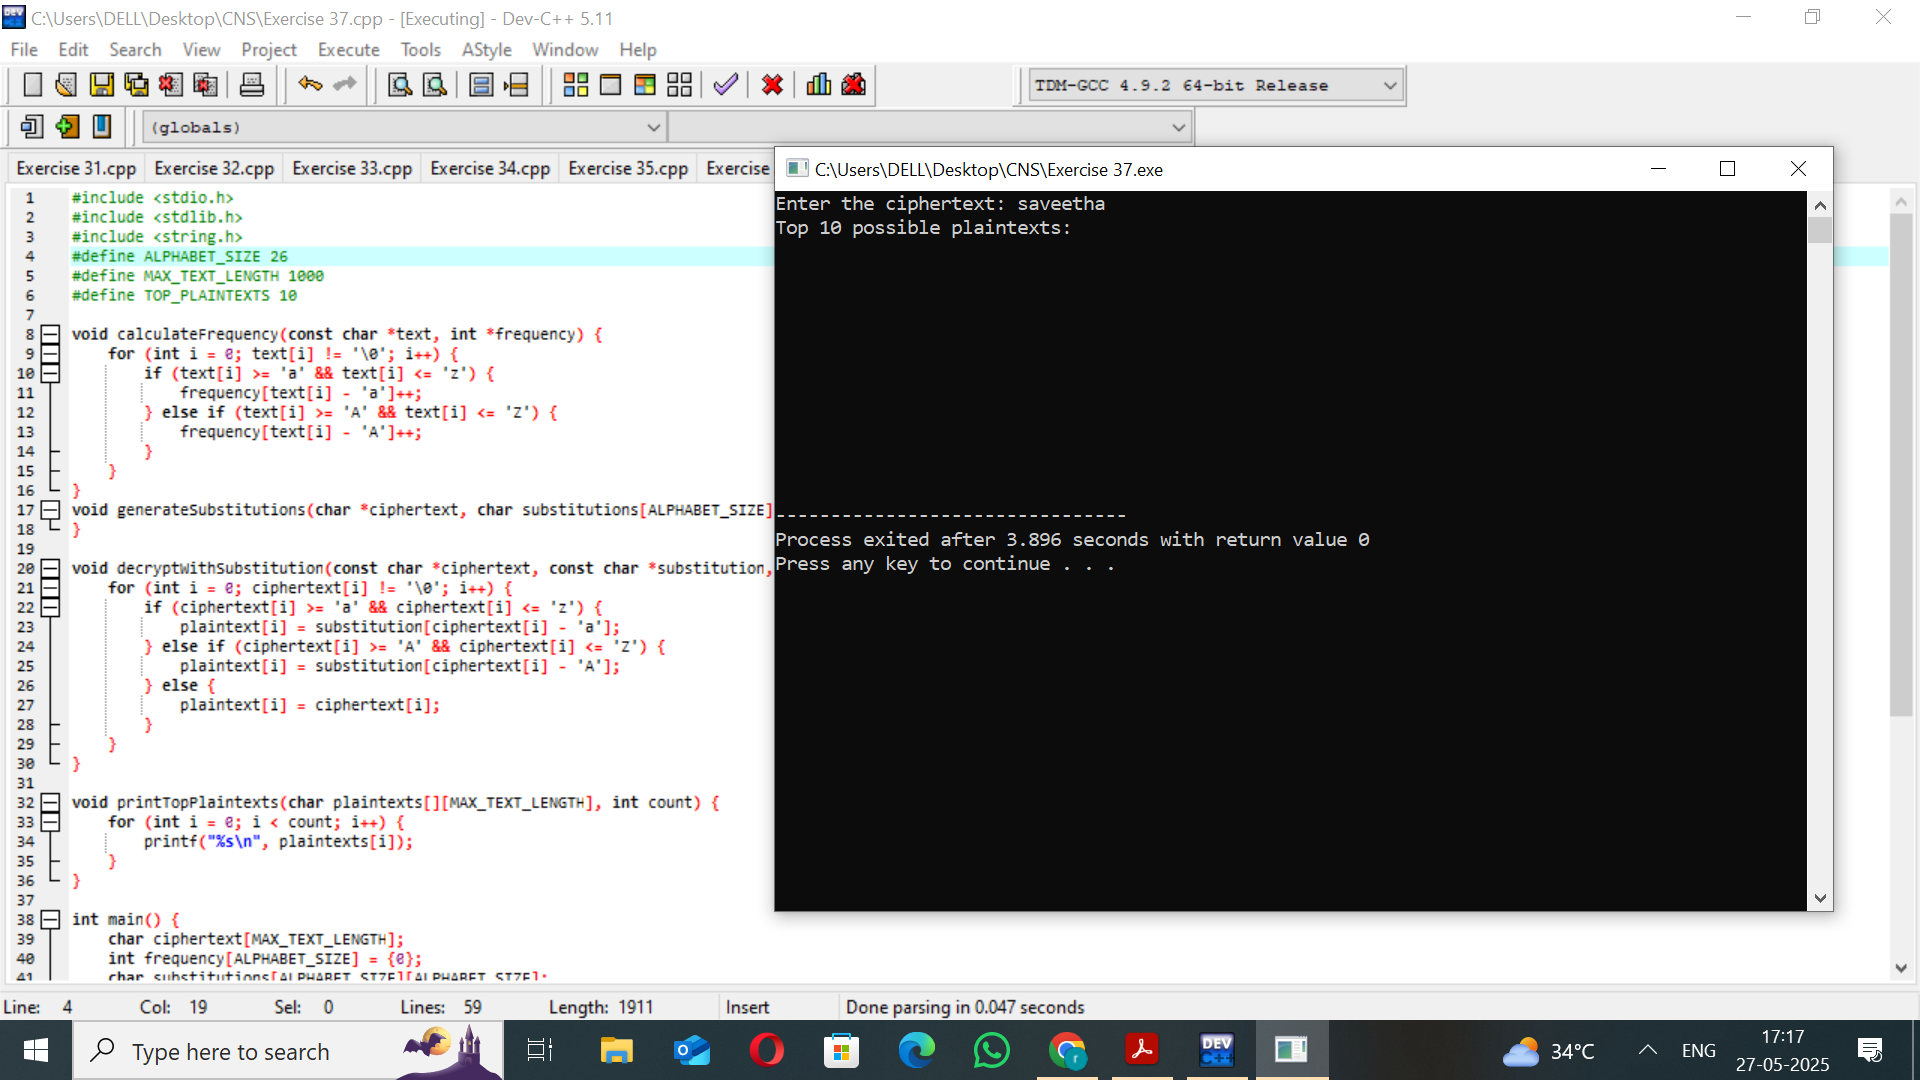 C:\Users\DELL\Desktop\CNS\Exercise 37.cpp - [Executing] - Dev-C++ 5.11
File Edit Search View Project Execute Tools AStyle Window Help
TDM-GCC 4.9.2 64-bit Release
(globals)
Exercise 31.cpp Exercise 32.cpp Exercise 33.cpp Exercise 34.cpp Exercise 35.cpp Exercise
1 #include <stdio.h>
2 #include <stdlib.h>
3 #include <string.h>
4 #define ALPHABET_SIZE 26
5 #define MAX_TEXT_LENGTH 1000
6 #define TOP_PLAINTEXTS 10
7
8 void calculateFrequency(const char *text, int *frequency) {
9 for (int i = 0; text[i] != '\0'; i++) {
10 if (text[i] >= 'a' && text[i] <= 'z') {
11 frequency[text[i] - 'a']++;
12 } else if (text[i] >= 'A' && text[i] <= 'Z') {
13 frequency[text[i] - 'A']++;
14 }
15 }
16 }
17 void generateSubstitutions(char *ciphertext, char substitutions[ALPHABET_SIZE]
18 }
19
20 void decryptWithSubstitution(const char *ciphertext, const char *substitution,
21 for (int i = 0; ciphertext[i] != '\0'; i++) {
22 if (ciphertext[i] >= 'a' && ciphertext[i] <= 'z') {
23 plaintext[i] = substitution[ciphertext[i] - 'a'];
24 } else if (ciphertext[i] >= 'A' && ciphertext[i] <= 'Z') {
25 plaintext[i] = substitution[ciphertext[i] - 'A'];
26 } else {
27 plaintext[i] = ciphertext[i];
28 }
29 }
30 }
31
32 void printTopPlaintexts(char plaintexts[][MAX_TEXT_LENGTH], int count) {
33 for (int i = 0; i < count; i++) {
34 printf("%s\n", plaintexts[i]);
35 }
36 }
37
38 int main() {
39 char ciphertext[MAX_TEXT_LENGTH];
40 int frequency[ALPHABET_SIZE] = {0};
41 char substitutions[ALPHABET_SIZE][ALPHABET_SIZE];
C:\Users\DELL\Desktop\CNS\Exercise 37.exe
Enter the ciphertext: saveetha
Top 10 possible plaintexts:
--------------------------------
Process exited after 3.896 seconds with return value 0
Press any key to continue . . .
Line: 4 Col: 19 Sel: 0 Lines: 59 Length: 1911 Insert Done parsing in 0.047 seconds
Type here to search
DEV C++
34°C
ENG
17:17
27-05-2025